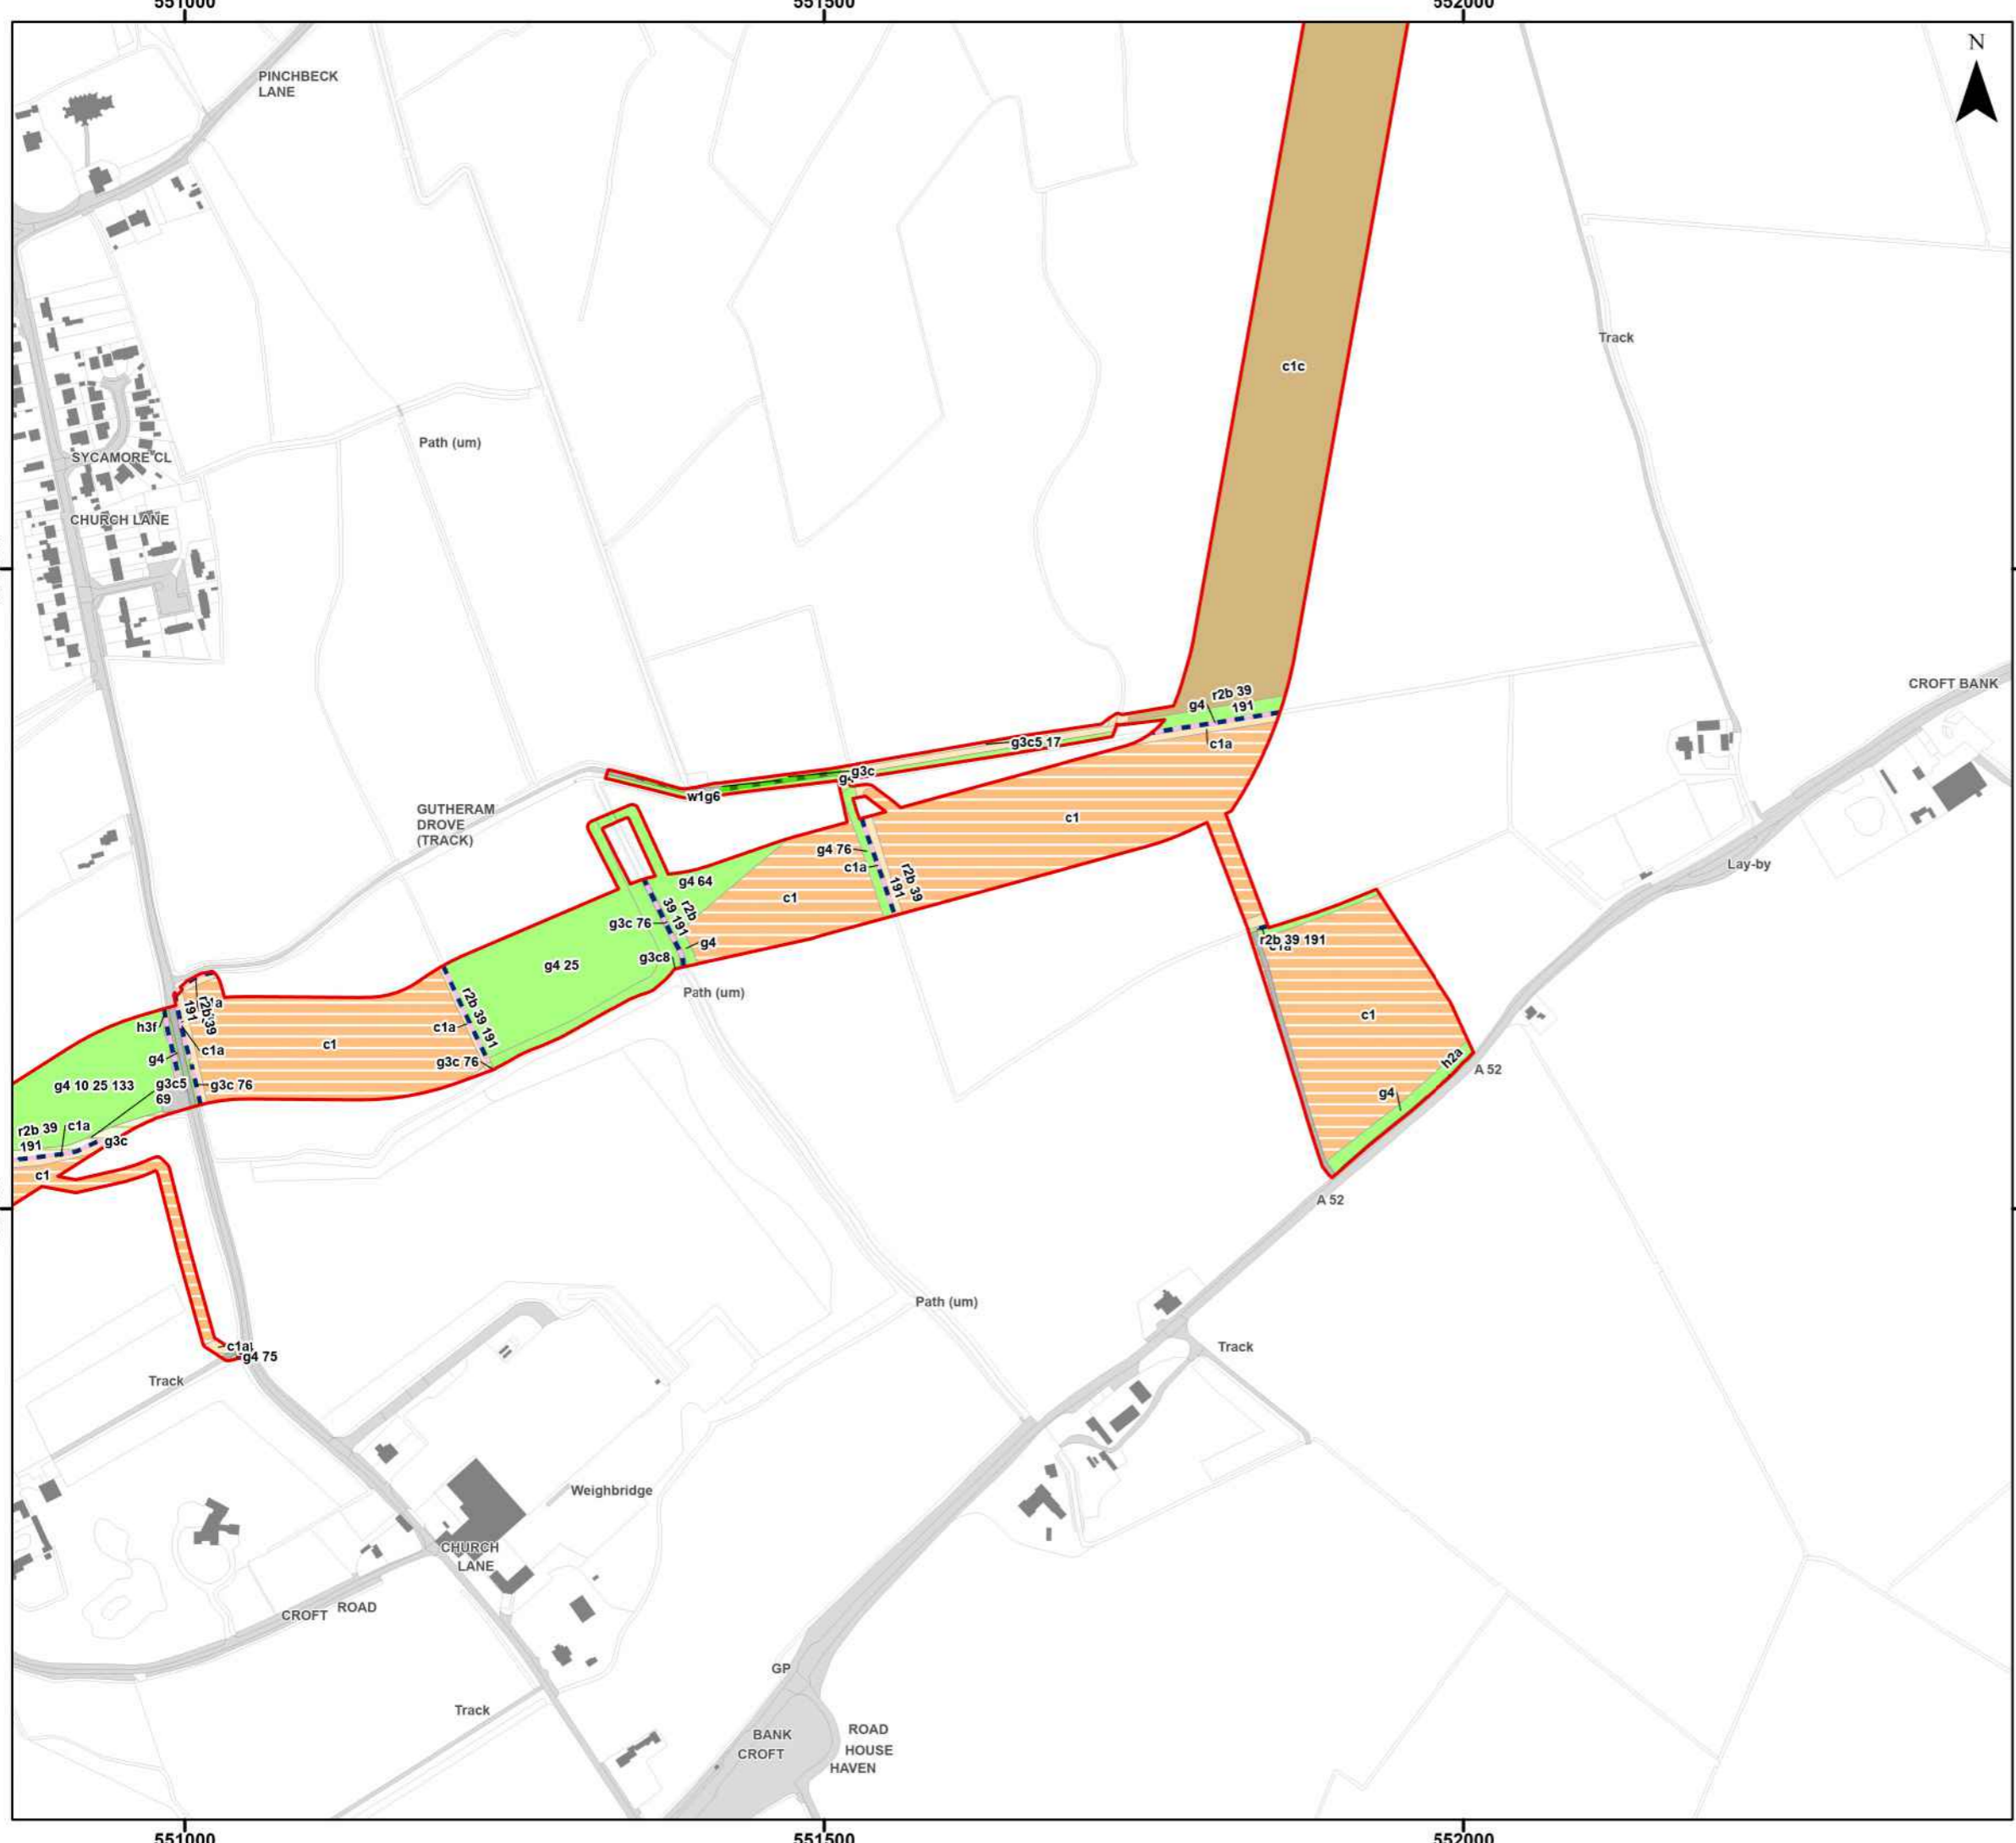 551000
551500
552000
N
PINCHBECK
LANE
Track
c1c
Path (um)
SYCAMORE CL
CHURCH LANE
CROFT BANK
r2b 39
g4
191
c1a
g3c5 17
g3c
w1g6
GUTHERAM
DROVE
(TRACK)
c1
g4 76
c1a
r2b 39
191
Lay-by
g4 64
c1
r2b
39 191
g3c 76
g4
g3c8
g4 25
r2b 39 191
Path (um)
c1
r2b 39
191
h3f
r2b 39 191
c1a
c1
c1a
g4
g3c 76
h2a
A 52
g4 10 25 133
g3c5
69
g3c 76
g4
r2b 39
c1a
191
g3c
c1
A 52
Path (um)
c1a
g4 75
Track
Track
Weighbridge
CHURCH
LANE
CROFT ROAD
GP
Track
BANK
CROFT
ROAD
HOUSE
HAVEN
551000
551500
552000